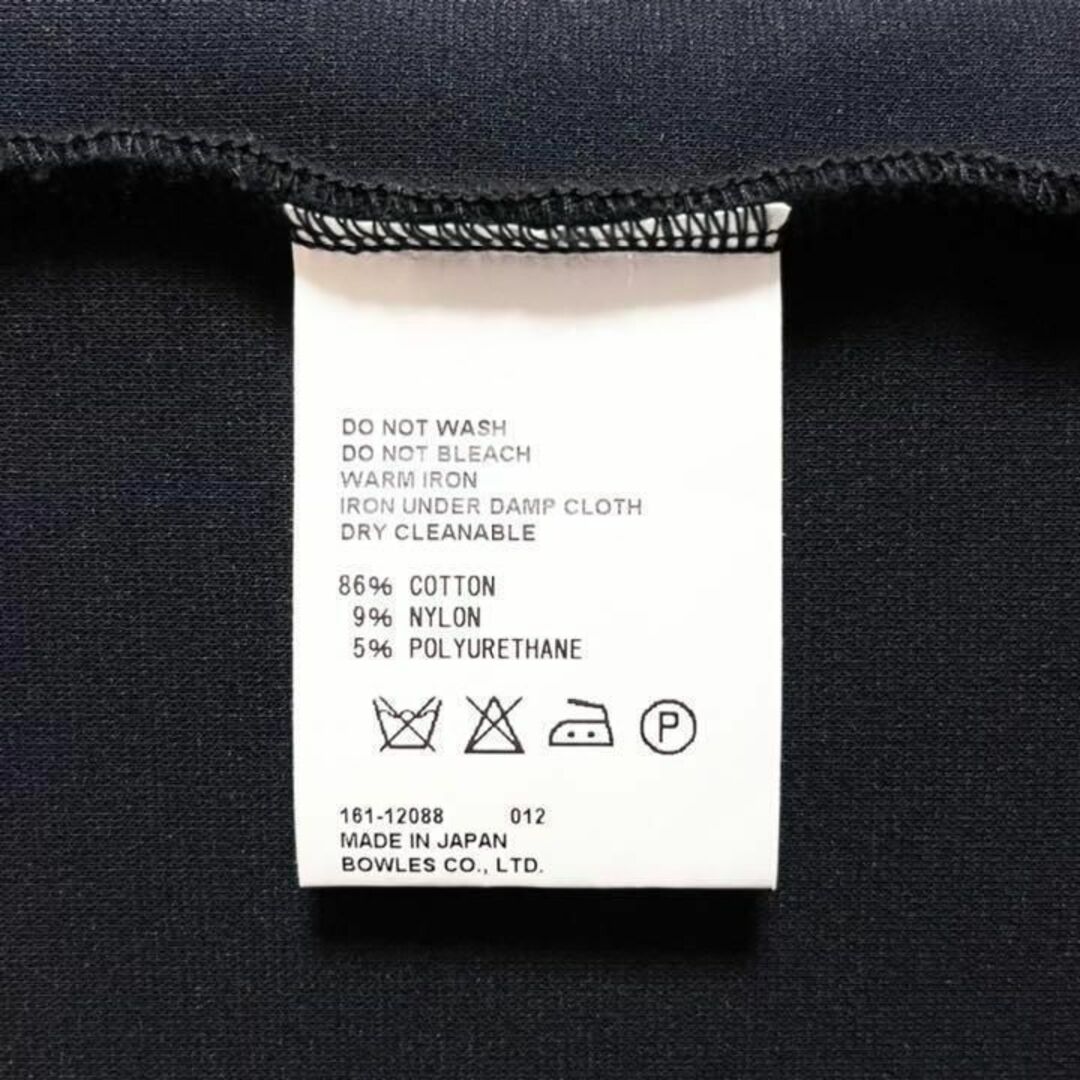 DO NOT WASH
DO NOT BLEACH
WARM IRON
IRON UNDER DAMP CLOTH
DRY CLEANABLE
86% COTTON
9% NYLON
5% POLYURETHANE
P
161-12088 012
MADE IN JAPAN
BOWLES CO., LTD.